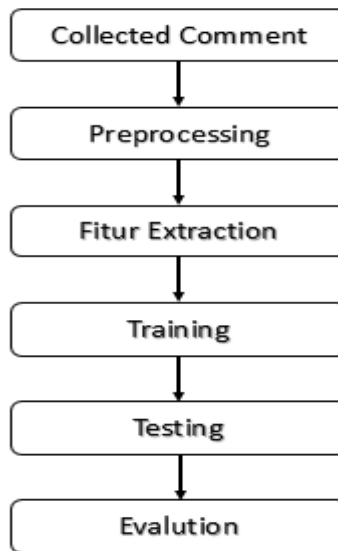 Collected Comment
Preprocessing
Fitur Extraction
Training
Testing
Evalution